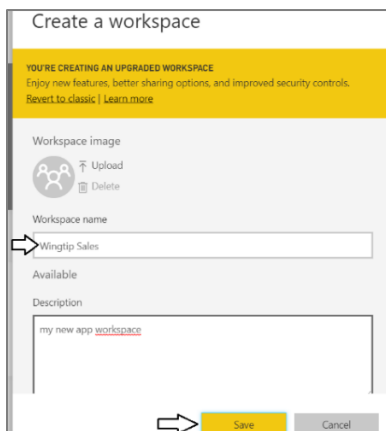 Create a workspace
YOU'RE CREATING AN UPGRADED WORKSPACE
Enjoy new features, better sharing options, and improved security controls.
Revert to classic | Learn more
Workspace image
Upload
Delete
Workspace name
Wingtip Sales
Available
Description
my new app workspace
Save Cancel